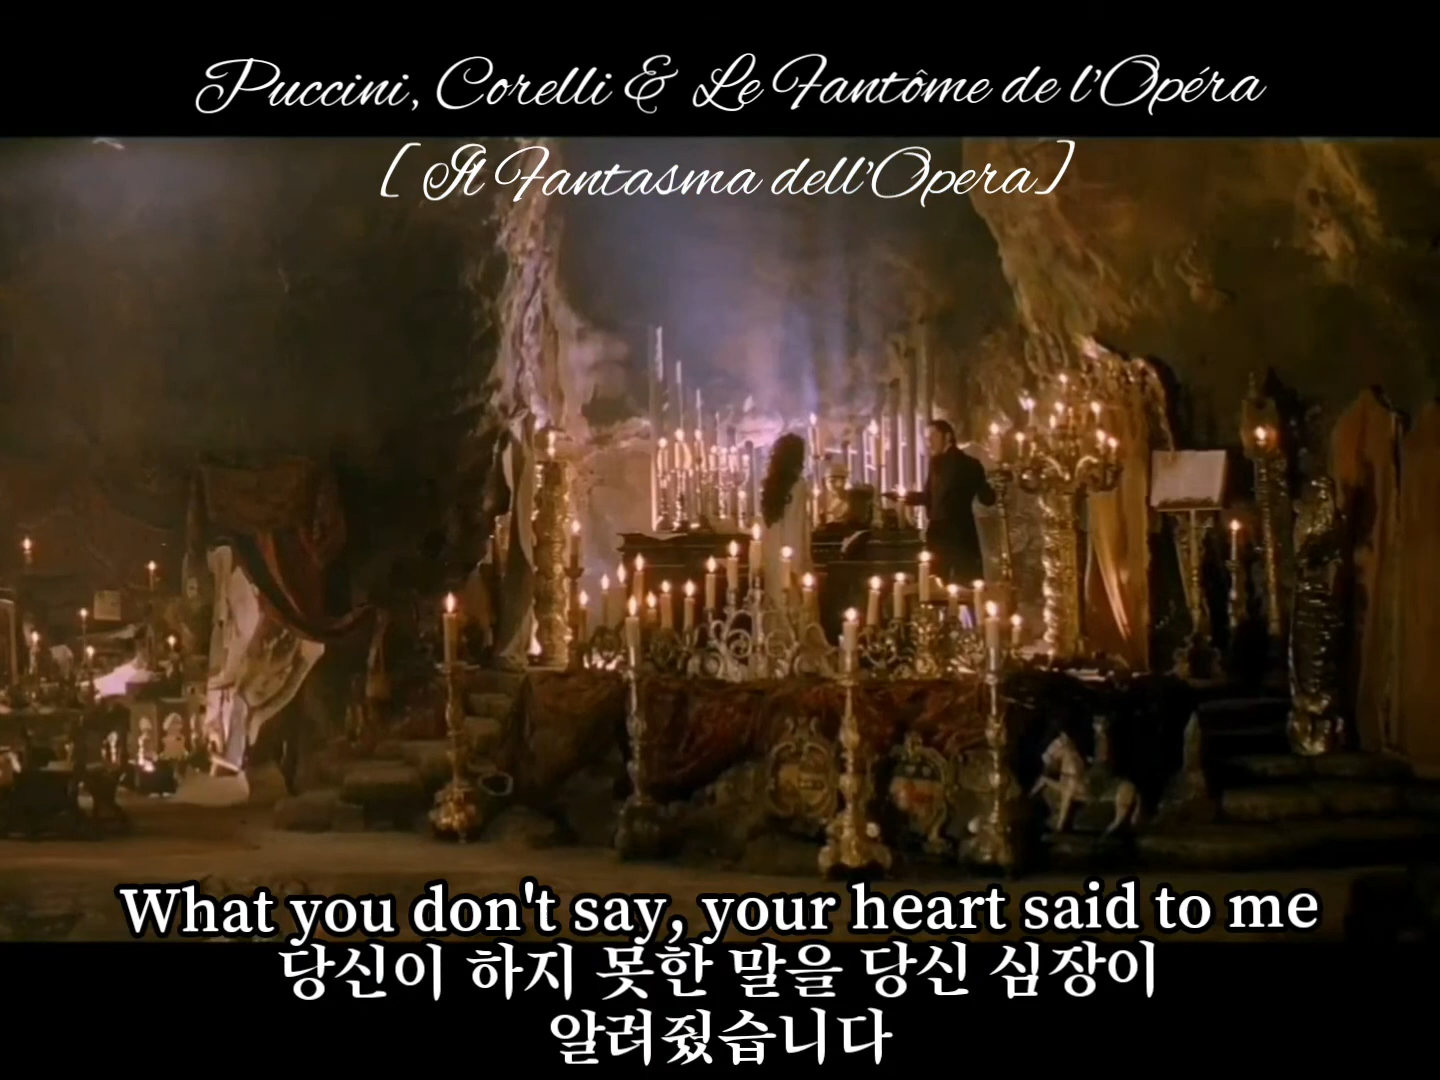 Puccini, Corelli & Le Fantôme de l'Opéra
[ Il Fantasma dell'Opera]
What you don't say, your heart said to me
당신이 하지 못한 말을 당신 심장이
알려줬습니다